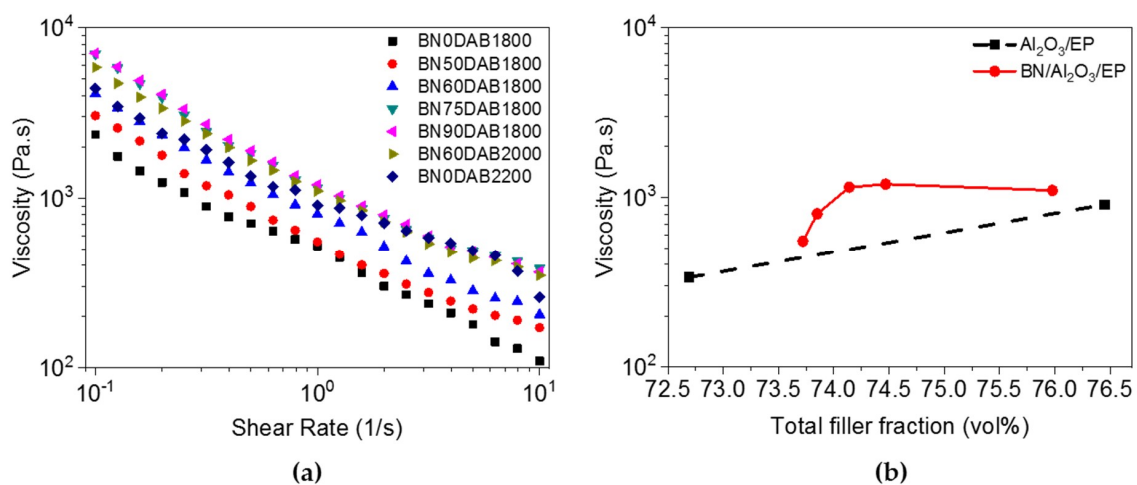 10⁴
10³
10²
Viscosity (Pa.s)
BN0DAB1800
BN50DAB1800
BN60DAB1800
BN75DAB1800
BN90DAB1800
BN60DAB2000
BN0DAB2200
10⁻¹ 10⁰ 10¹
Shear Rate (1/s)
(a)
10⁴
10³
10²
Viscosity (Pa.s)
Al₂O₃/EP
BN/Al₂O₃/EP
72.5 73.0 73.5 74.0 74.5 75.0 75.5 76.0 76.5
Total filler fraction (vol%)
(b)